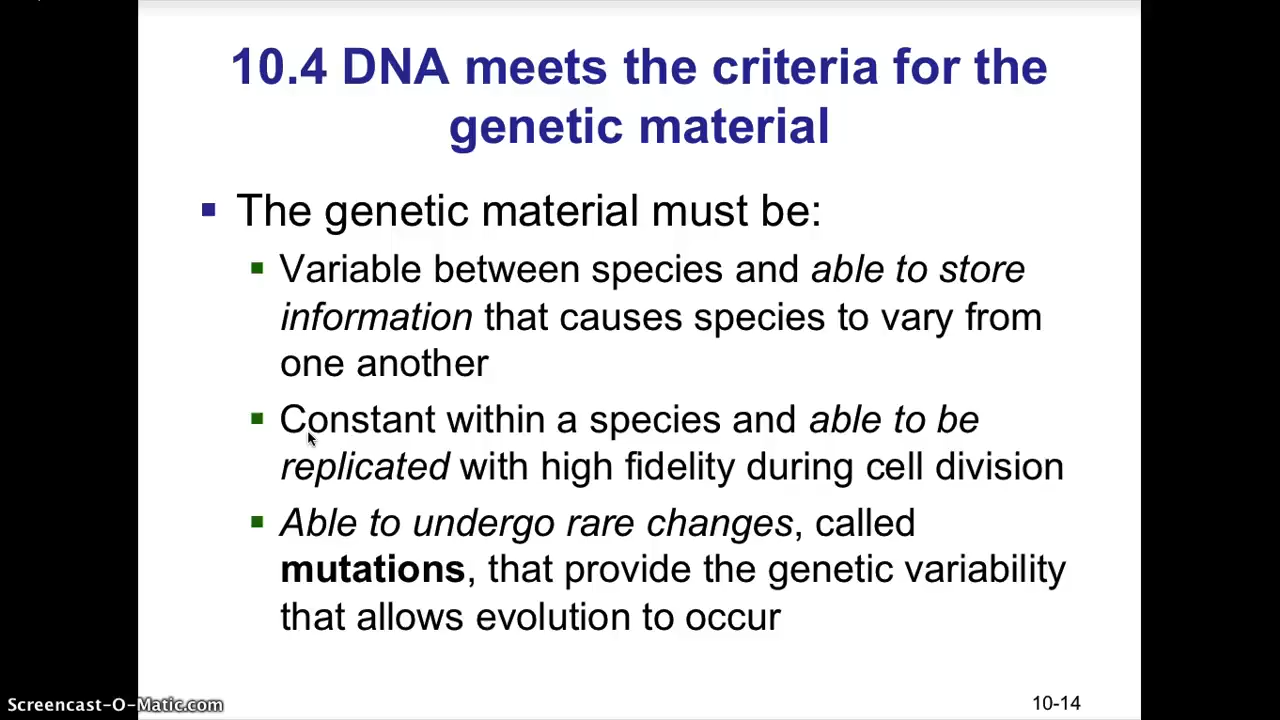 10.4 DNA meets the criteria for the
genetic material
▪ The genetic material must be:
▪ Variable between species and able to store
information that causes species to vary from
one another
▪ Constant within a species and able to be
replicated with high fidelity during cell division
▪ Able to undergo rare changes, called
mutations, that provide the genetic variability
that allows evolution to occur
Screencast-O-Matic.com
10-14